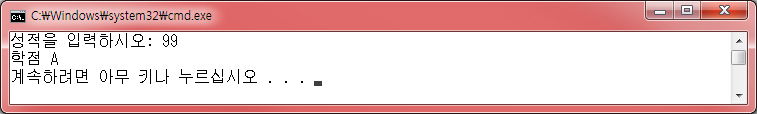 C:₩Windows₩system32₩cmd.exe
성적을 입력하시오: 99
학점 A
계속하려면 아무 키나 누르십시오 . . .